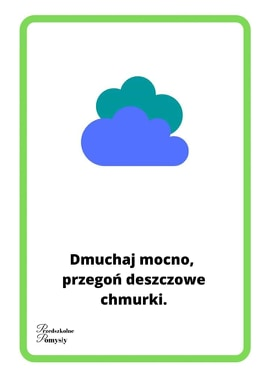 Dmuchaj mocno,
przegoń deszczowe
chmurki.
Przedszkolne
Pomysły